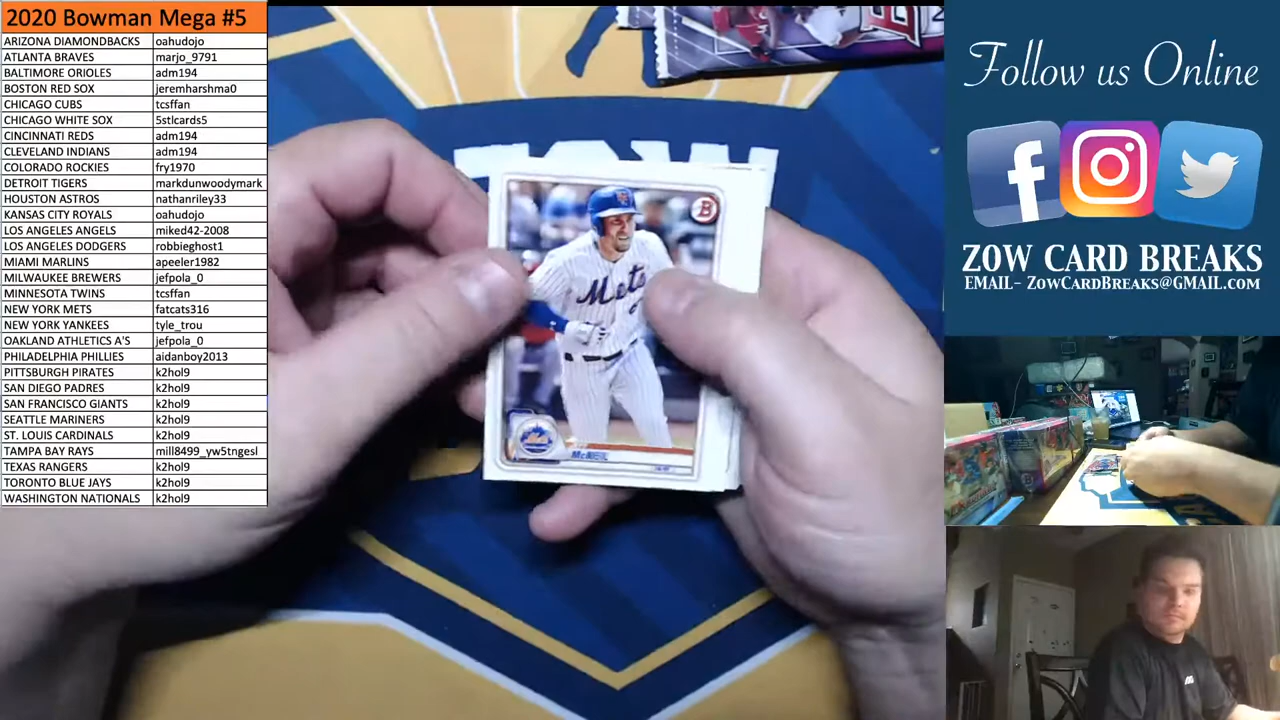 2020 Bowman Mega #5
ARIZONA DIAMONDBACKS oahudojo
ATLANTA BRAVES marjo_9791
BALTIMORE ORIOLES adm194
BOSTON RED SOX jeremharshma0
CHICAGO CUBS tcsffan
CHICAGO WHITE SOX 5stlcards5
CINCINNATI REDS adm194
CLEVELAND INDIANS adm194
COLORADO ROCKIES fry1970
DETROIT TIGERS markdunwoodymark
HOUSTON ASTROS nathanriley33
KANSAS CITY ROYALS oahudojo
LOS ANGELES ANGELS miked42-2008
LOS ANGELES DODGERS robbieghost1
MIAMI MARLINS apeeler1982
MILWAUKEE BREWERS jefpola_0
MINNESOTA TWINS tcsffan
NEW YORK METS fatcats316
NEW YORK YANKEES tyle_trou
OAKLAND ATHLETICS A'S jefpola_0
PHILADELPHIA PHILLIES aidanboy2013
PITTSBURGH PIRATES k2hol9
SAN DIEGO PADRES k2hol9
SAN FRANCISCO GIANTS k2hol9
SEATTLE MARINERS k2hol9
ST. LOUIS CARDINALS k2hol9
TAMPA BAY RAYS mill8499_yw5tngesl
TEXAS RANGERS k2hol9
TORONTO BLUE JAYS k2hol9
WASHINGTON NATIONALS k2hol9
B
Mets
McNEIL
Follow us Online
f
ZOW CARD BREAKS
EMAIL- ZOWCARDBREAKS@GMAIL.COM